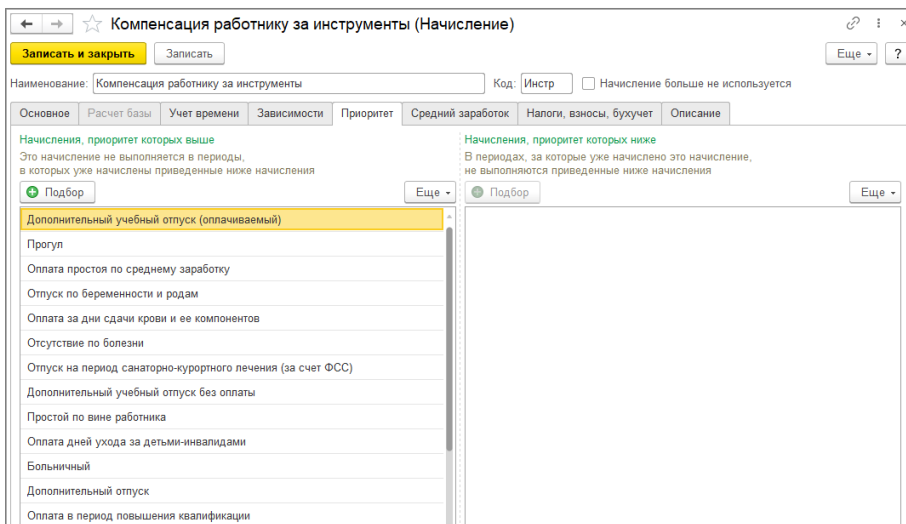 Компенсация работнику за инструменты (Начисление)
Записать и закрыть Записать Еще ?
Наименование: Компенсация работнику за инструменты Код: Инстр Начисление больше не используется
Основное Расчет базы Учет времени Зависимости Приоритет Средний заработок Налоги, взносы, бухучет Описание
Начисления, приоритет которых выше
Это начисление не выполняется в периоды,
в которых уже начислены приведенные ниже начисления
Подбор Еще
Дополнительный учебный отпуск (оплачиваемый)
Прогул
Оплата простоя по среднему заработку
Отпуск по беременности и родам
Оплата за дни сдачи крови и ее компонентов
Отсутствие по болезни
Отпуск на период санаторно-курортного лечения (за счет ФСС)
Дополнительный учебный отпуск без оплаты
Простой по вине работника
Оплата дней ухода за детьми-инвалидами
Больничный
Дополнительный отпуск
Оплата в период повышения квалификации
Начисления, приоритет которых ниже
В периодах, за которые уже начислено это начисление,
не выполняются приведенные ниже начисления
Подбор Еще